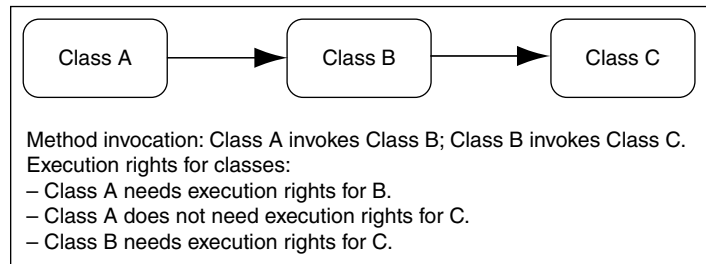 Class A
Class B
Class C
Method invocation: Class A invokes Class B; Class B invokes Class C.
Execution rights for classes:
– Class A needs execution rights for B.
– Class A does not need execution rights for C.
– Class B needs execution rights for C.